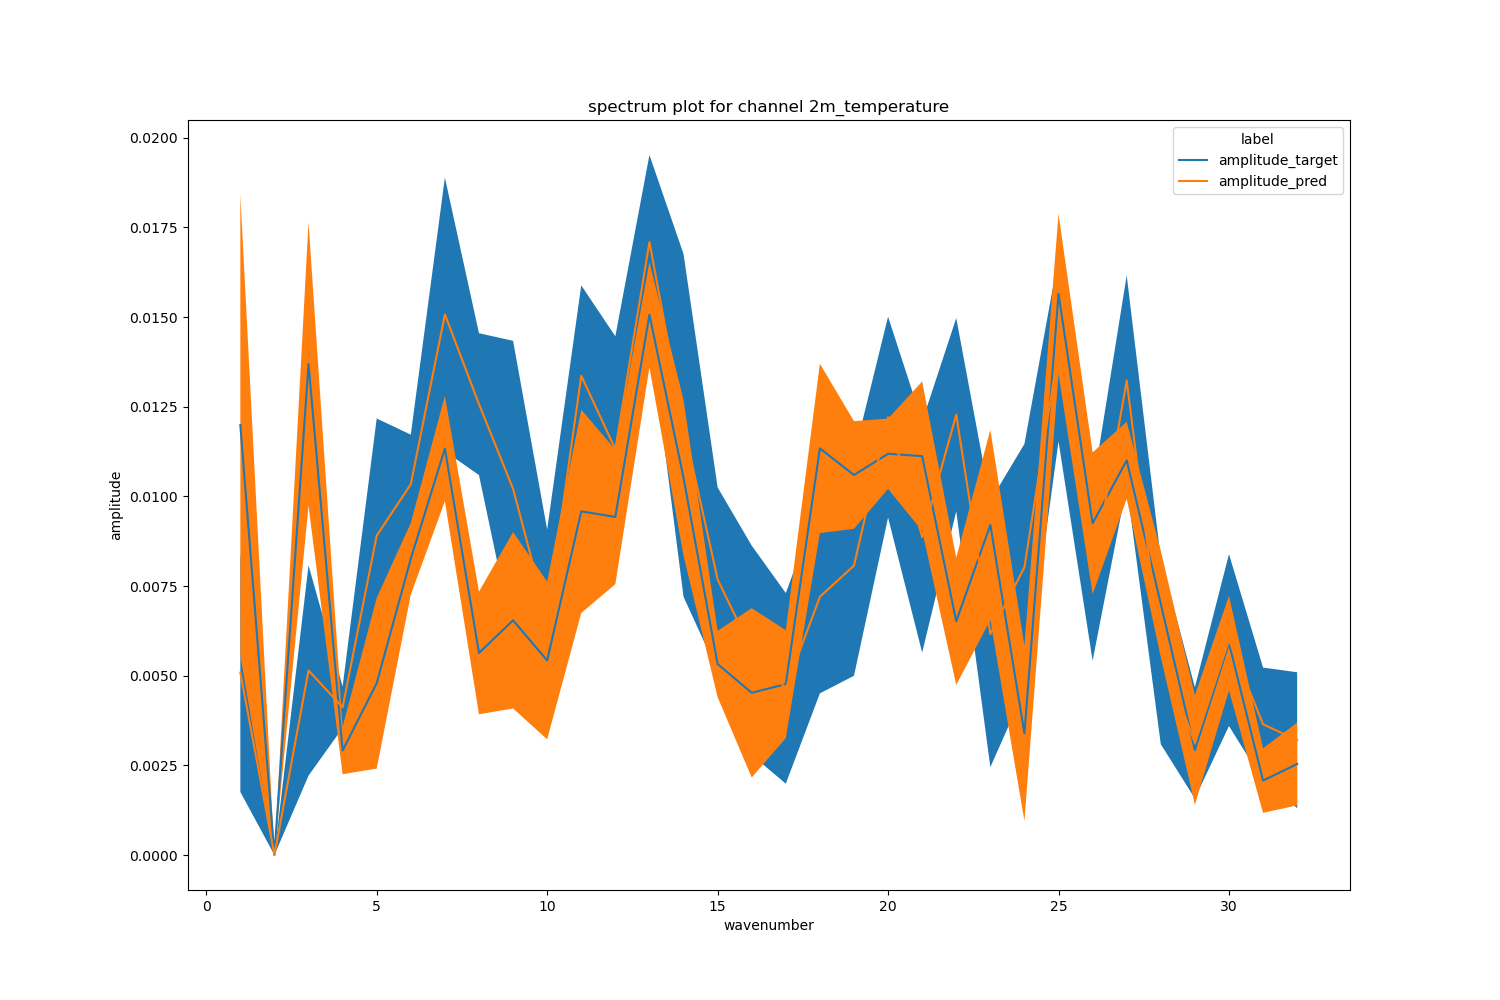 spectrum plot for channel 2m_temperature
label
amplitude_target
amplitude_pred
0.0200
0.0175
0.0150
0.0125
0.0100
0.0075
0.0050
0.0025
0.0000
amplitude
0 5 10 15 20 25 30
wavenumber